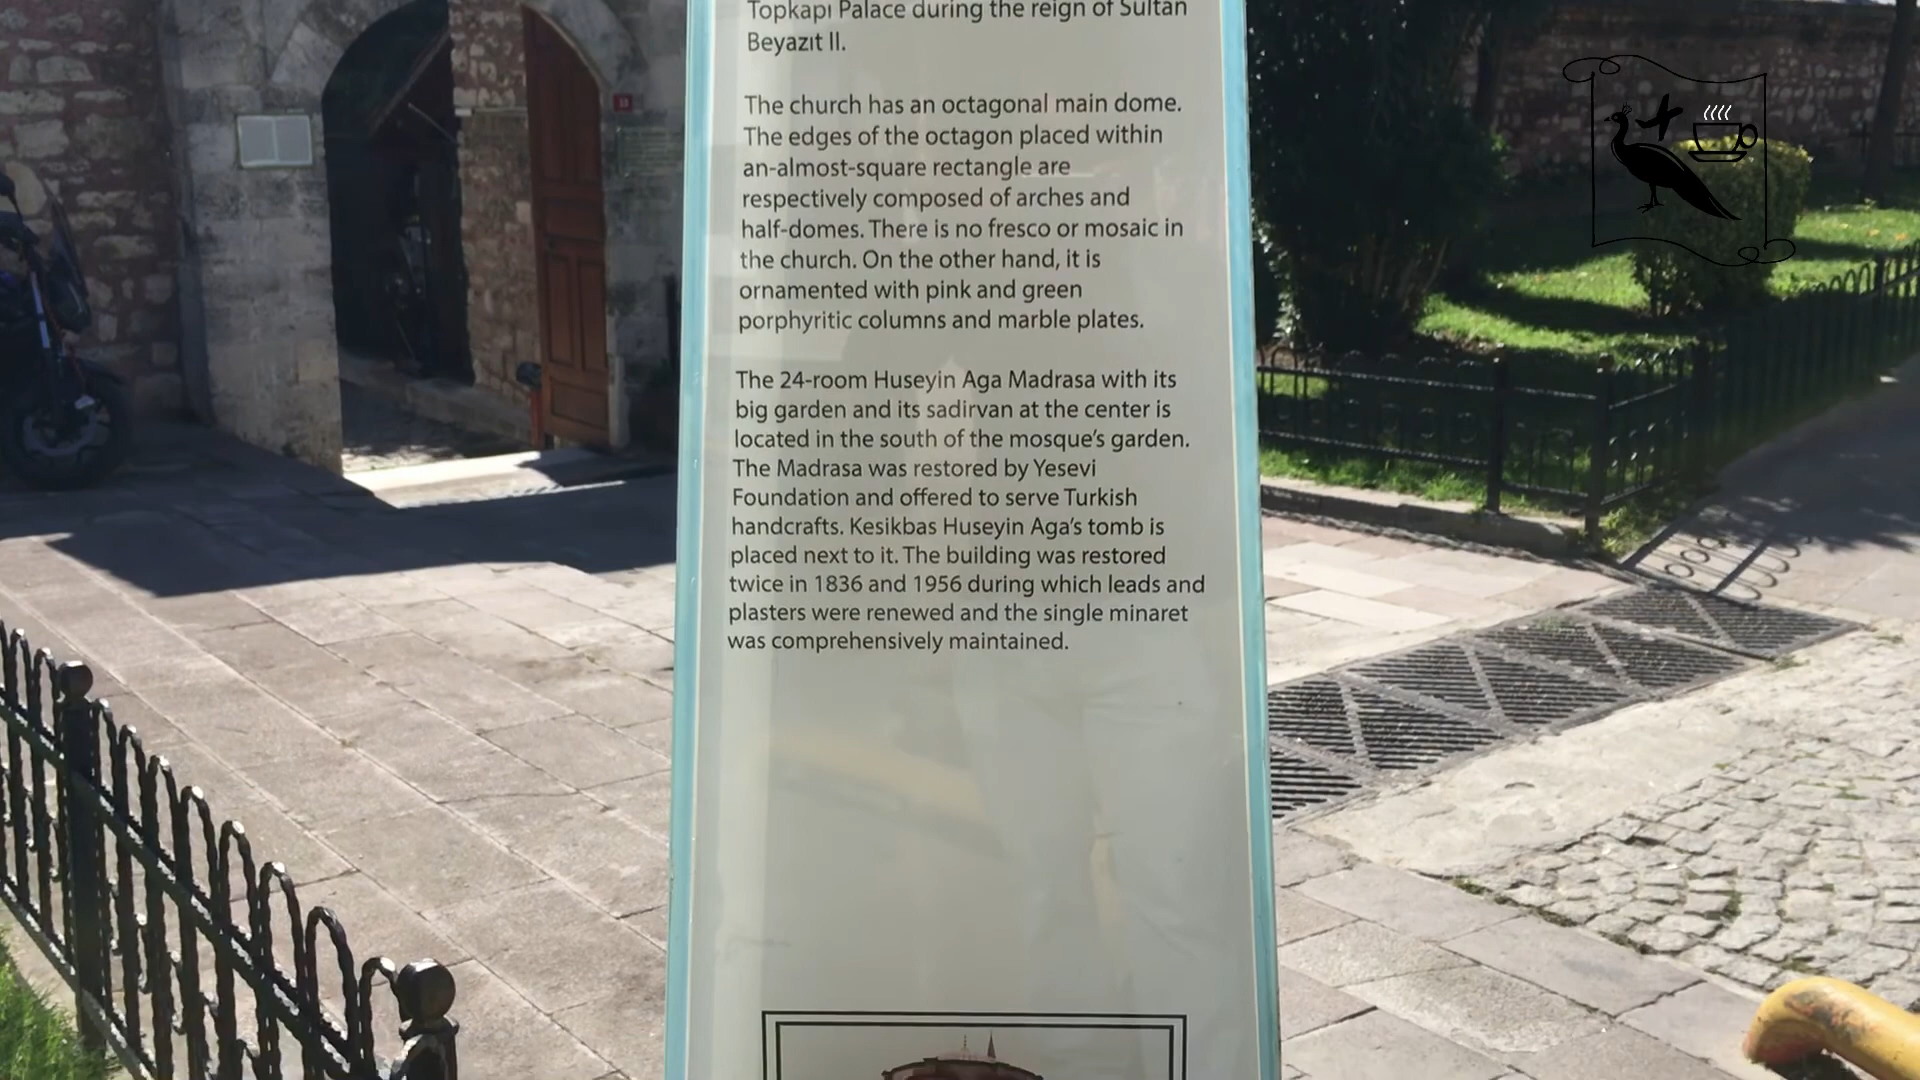 Topkapı Palace during the reign of Sultan
Beyazıt II.
The church has an octagonal main dome.
The edges of the octagon placed within
an-almost-square rectangle are
respectively composed of arches and
half-domes. There is no fresco or mosaic in
the church. On the other hand, it is
ornamented with pink and green
porphyritic columns and marble plates.
The 24-room Huseyin Aga Madrasa with its
big garden and its sadirvan at the center is
located in the south of the mosque's garden.
The Madrasa was restored by Yesevi
Foundation and offered to serve Turkish
handcrafts. Kesikbas Huseyin Aga's tomb is
placed next to it. The building was restored
twice in 1836 and 1956 during which leads and
plasters were renewed and the single minaret
was comprehensively maintained.